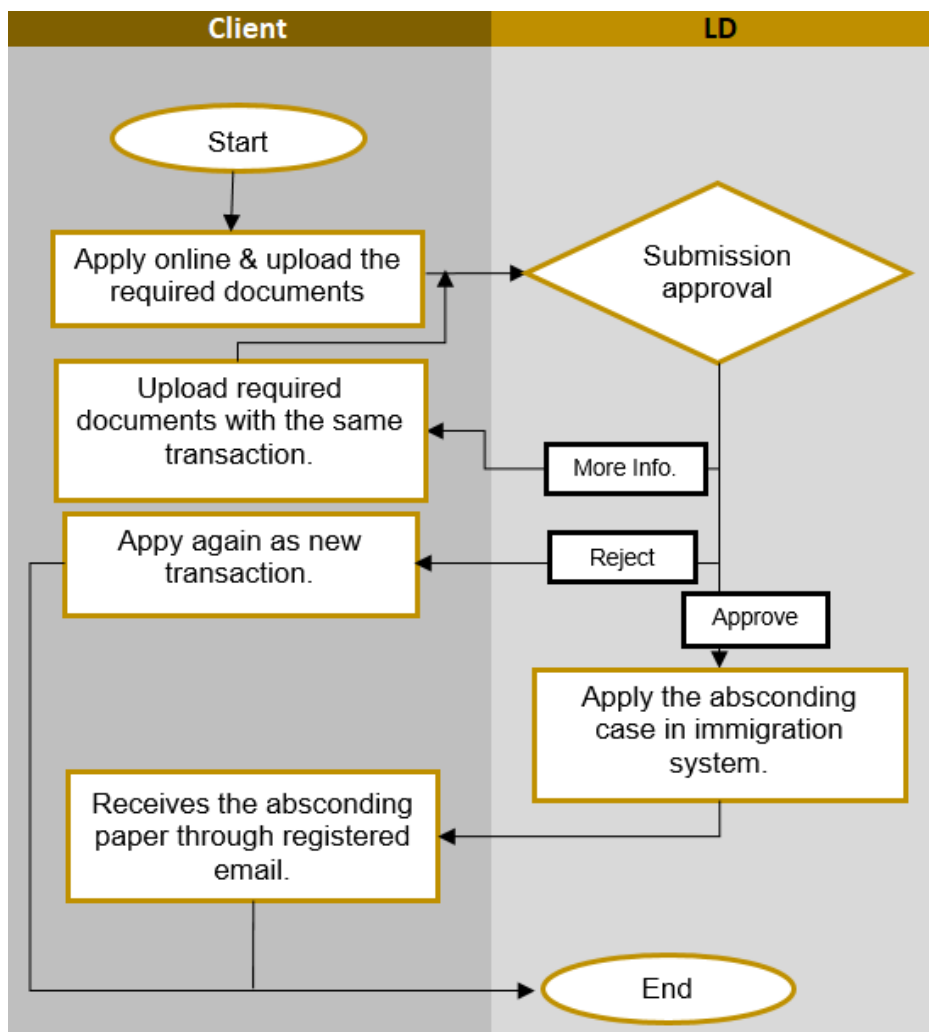 Client
LD
Start
Apply online & upload the
required documents
Submission
approval
Upload required
documents with the same
transaction.
More Info.
Appy again as new
transaction.
Reject
Approve
Apply the absconding
case in immigration
system.
Receives the absconding
paper through registered
email.
End